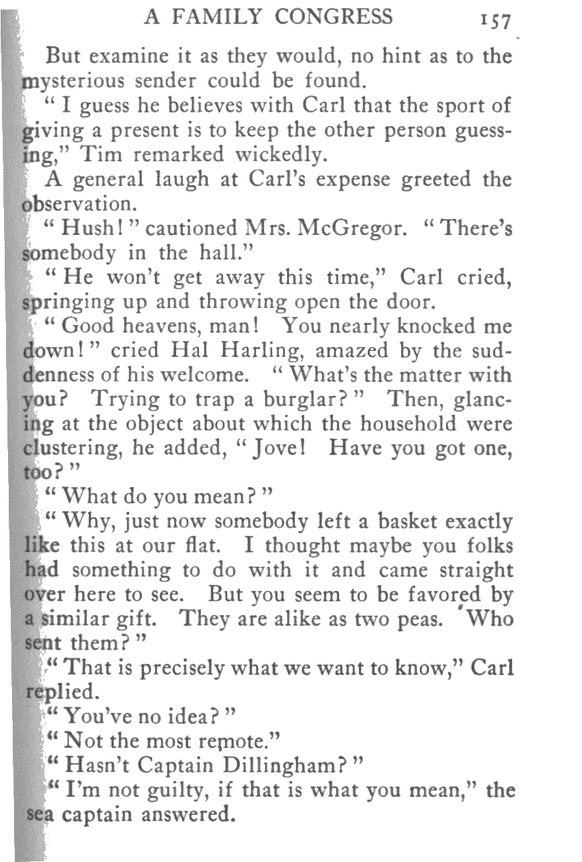 A FAMILY CONGRESS 157
But examine it as they would, no hint as to the
mysterious sender could be found.
“ I guess he believes with Carl that the sport of
giving a present is to keep the other person guess-
ing,” Tim remarked wickedly.
A general laugh at Carl’s expense greeted the
observation.
“ Hush! ” cautioned Mrs. McGregor. “ There’s
somebody in the hall.”
“ He won’t get away this time,” Carl cried,
springing up and throwing open the door.
“ Good heavens, man! You nearly knocked me
down! ” cried Hal Harling, amazed by the sud-
denness of his welcome. “ What’s the matter with
you? Trying to trap a burglar? ” Then, glanc-
ing at the object about which the household were
clustering, he added, “ Jove! Have you got one,
too? ”
“ What do you mean? ”
“ Why, just now somebody left a basket exactly
like this at our flat. I thought maybe you folks
had something to do with it and came straight
over here to see. But you seem to be favored by
a similar gift. They are alike as two peas. Who
sent them? ”
“ That is precisely what we want to know,” Carl
replied.
“ You’ve no idea? ”
“ Not the most remote.”
“ Hasn’t Captain Dillingham? ”
“ I’m not guilty, if that is what you mean,” the
sea captain answered.